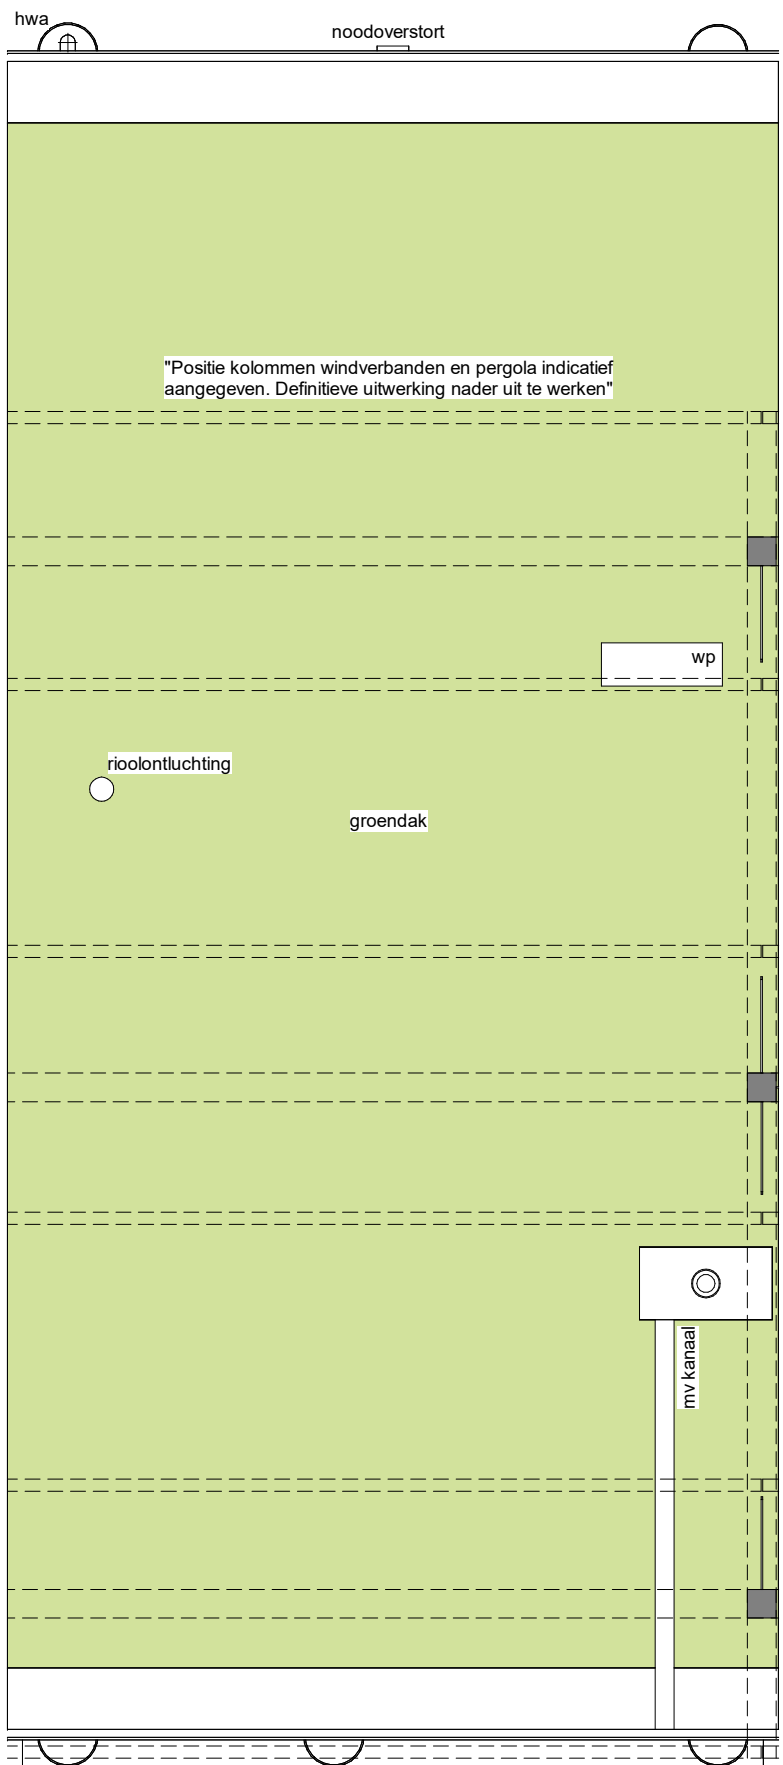 hwa
noodoverstort
"Positie kolommen windverbanden en pergola indicatief
aangegeven. Definitieve uitwerking nader uit te werken"
wp
rioolontluchting
groendak
mv kanaal